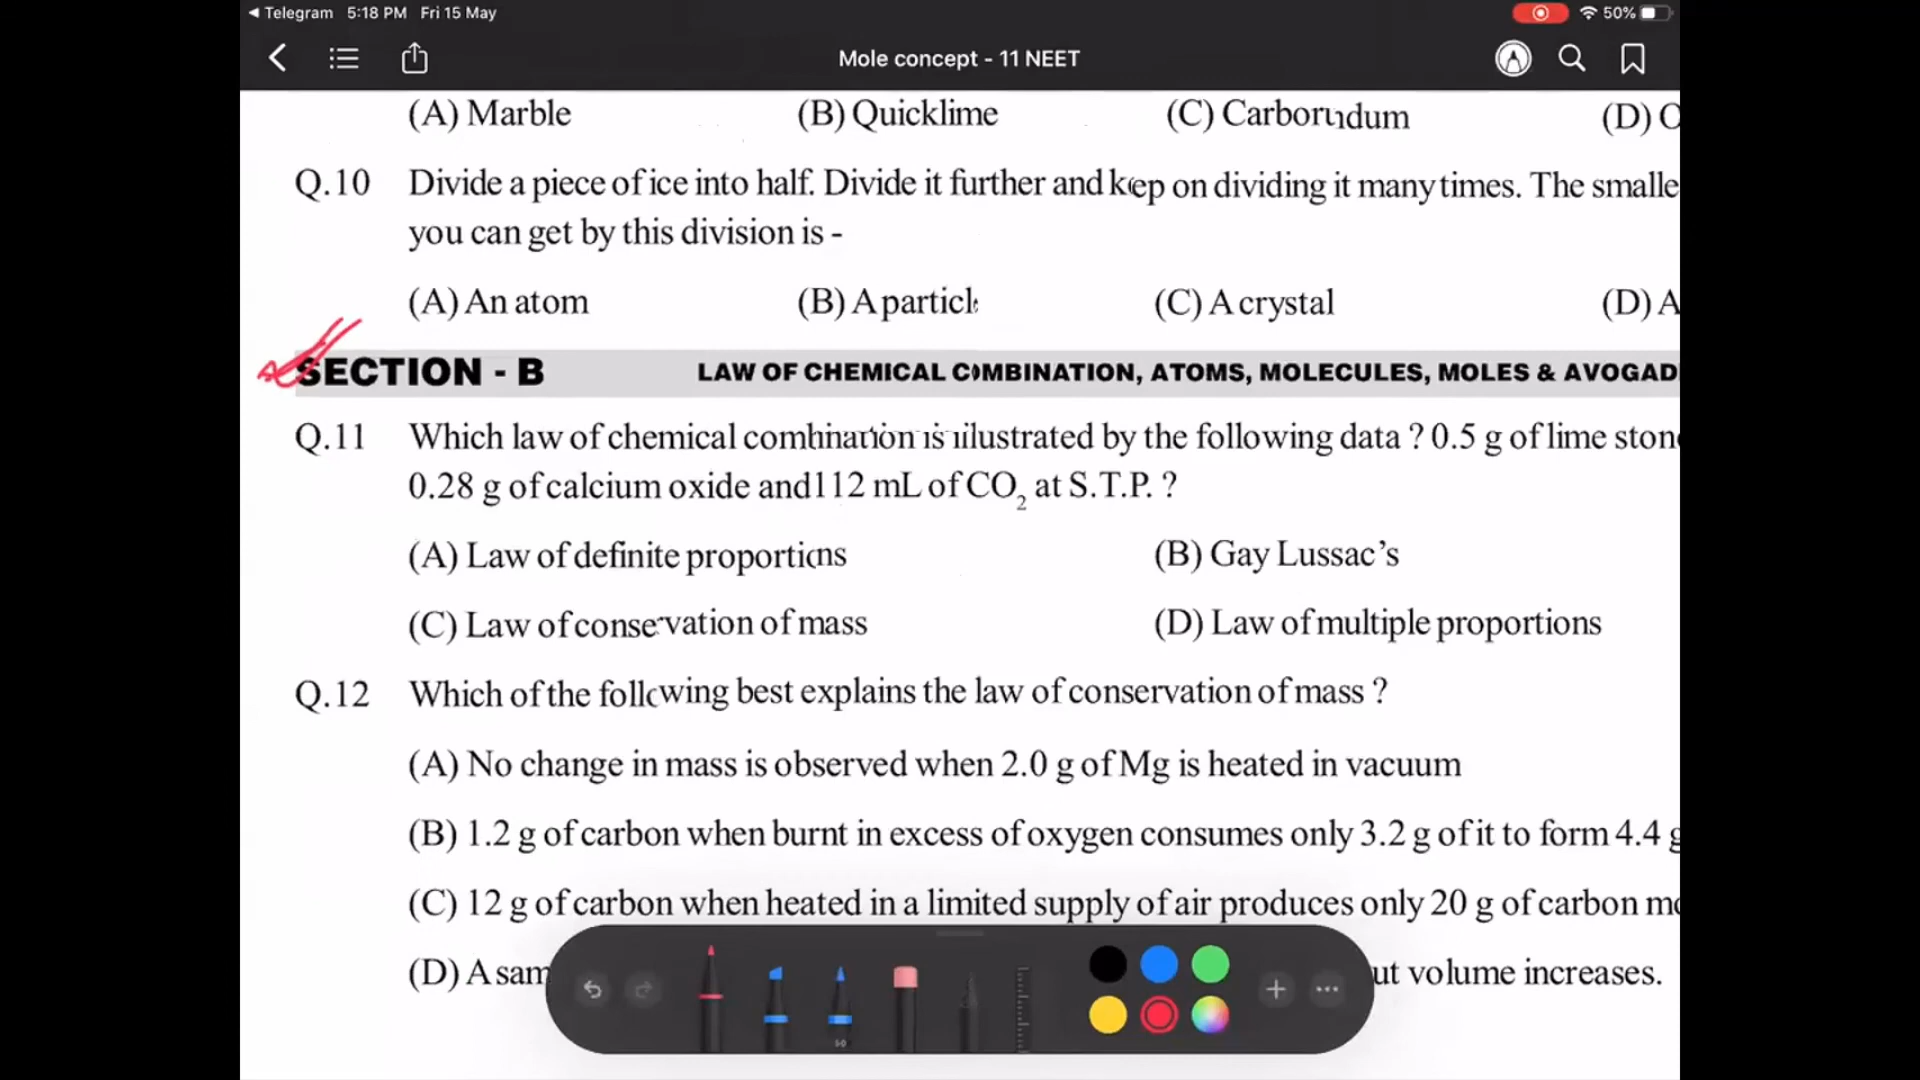 Telegram 5:18 PM Fri 15 May 50%
Mole concept - 11 NEET
(A) Marble (B) Quicklime (C) Carborundum (D)
Q.10 Divide a piece of ice into half. Divide it further and keep on dividing it many times. The smalle
you can get by this division is -
(A) An atom (B) A particle (C) A crystal (D) A
SECTION - B LAW OF CHEMICAL COMBINATION, ATOMS, MOLECULES, MOLES & AVOGAD
Q.11 Which law of chemical combination is illustrated by the following data ? 0.5 g of lime ston
0.28 g of calcium oxide and112 mL of CO₂ at S.T.P. ?
(A) Law of definite proportions (B) Gay Lussac's
(C) Law of conservation of mass (D) Law of multiple proportions
Q.12 Which of the following best explains the law of conservation of mass ?
(A) No change in mass is observed when 2.0 g of Mg is heated in vacuum
(B) 1.2 g of carbon when burnt in excess of oxygen consumes only 3.2 g of it to form 4.4 g
(C) 12 g of carbon when heated in a limited supply of air produces only 20 g of carbon mo
(D) A sam ut volume increases.